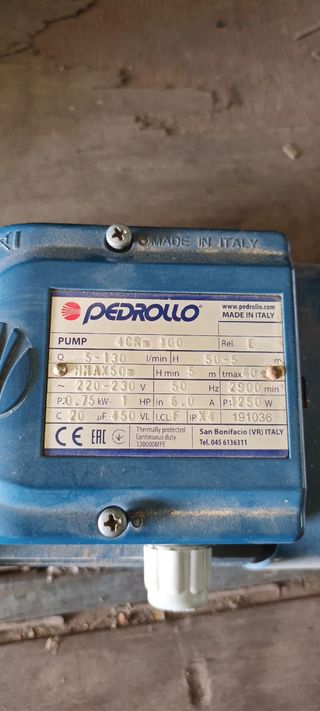 MADE IN ITALY
PEDROLLO
www.pedrollo.com
MADE IN ITALY
PUMP 4CRm 100 Rel. E
Q 5-130 l/min H 50-5 m
HMAX50m H min 5 m tmax40
~ 220-230 V 50 Hz 2900 min⁻¹
P2 0.75 kW 1 HP In 6.0 A P1 1250 W
C 20 µF 450 VL I.CL F IP X4 191036
CE EAC Thermally protected
Continuous duty
San Bonifacio (VR) ITALY
Tel. 045 6136311